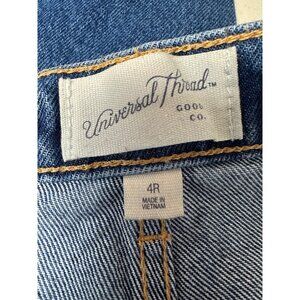 Universal Thread™
GOODS
CO.
4R
MADE IN
VIETNAM